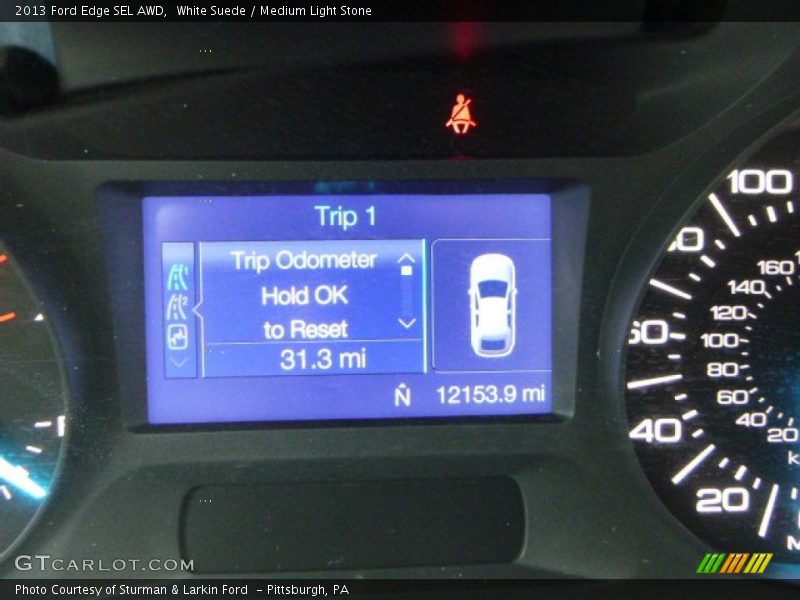 2013 Ford Edge SEL AWD,  White Suede / Medium Light Stone
Trip 1
Trip Odometer
Hold OK
to Reset
31.3 mi
N
12153.9 mi
100
60
40
20
160
140
120
100
80
60
40
20
GTCARLOT.COM
Photo Courtesy of Sturman & Larkin Ford  - Pittsburgh, PA